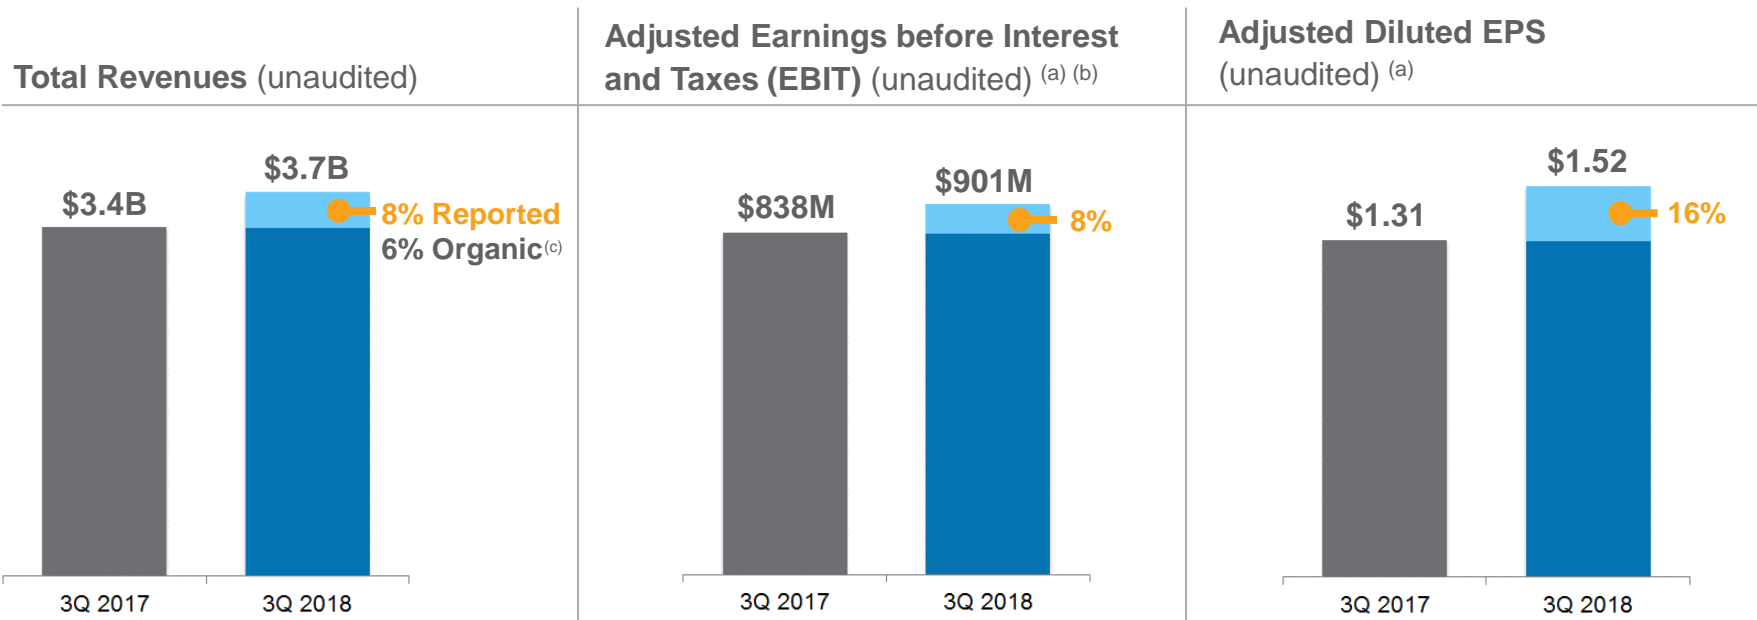 Total Revenues (unaudited)
$3.4B
$3.7B
8% Reported
6% Organic(c)
3Q 2017
3Q 2018
Adjusted Earnings before Interest
and Taxes (EBIT) (unaudited) (a) (b)
$838M
$901M
8%
3Q 2017
3Q 2018
Adjusted Diluted EPS
(unaudited) (a)
$1.31
$1.52
16%
3Q 2017
3Q 2018